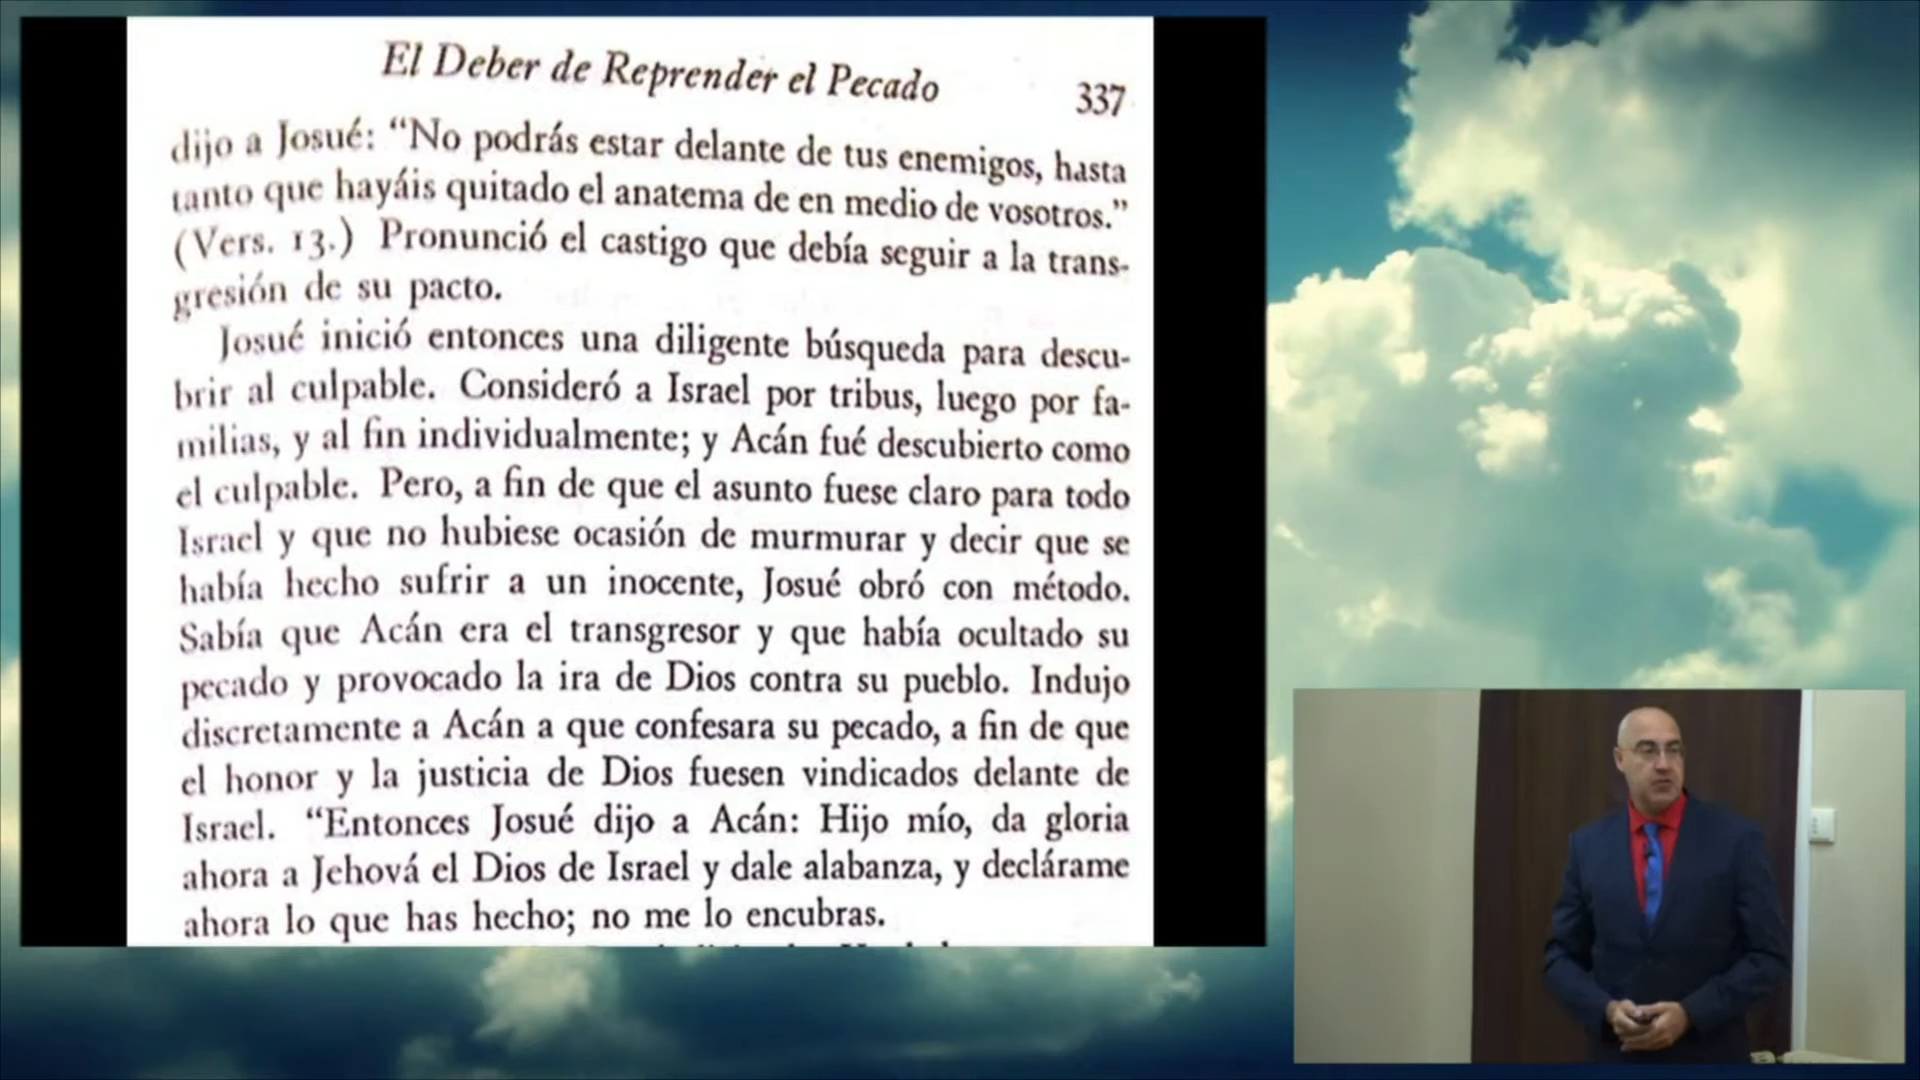 El Deber de Reprender el Pecado
337
dijo a Josué: “No podrás estar delante de tus enemigos, hasta
tanto que hayáis quitado el anatema de en medio de vosotros.”
(Vers. 13.) Pronunció el castigo que debía seguir a la trans-
gresión de su pacto.
Josué inició entonces una diligente búsqueda para descu-
brir al culpable. Consideró a Israel por tribus, luego por fa-
milias, y al fin individualmente; y Acán fué descubierto como
el culpable. Pero, a fin de que el asunto fuese claro para todo
Israel y que no hubiese ocasión de murmurar y decir que se
había hecho sufrir a un inocente, Josué obró con método.
Sabía que Acán era el transgresor y que había ocultado su
pecado y provocado la ira de Dios contra su pueblo. Indujo
discretamente a Acán a que confesara su pecado, a fin de que
el honor y la justicia de Dios fuesen vindicados delante de
Israel. “Entonces Josué dijo a Acán: Hijo mío, da gloria
ahora a Jehová el Dios de Israel y dale alabanza, y declárame
ahora lo que has hecho; no me lo encubras.